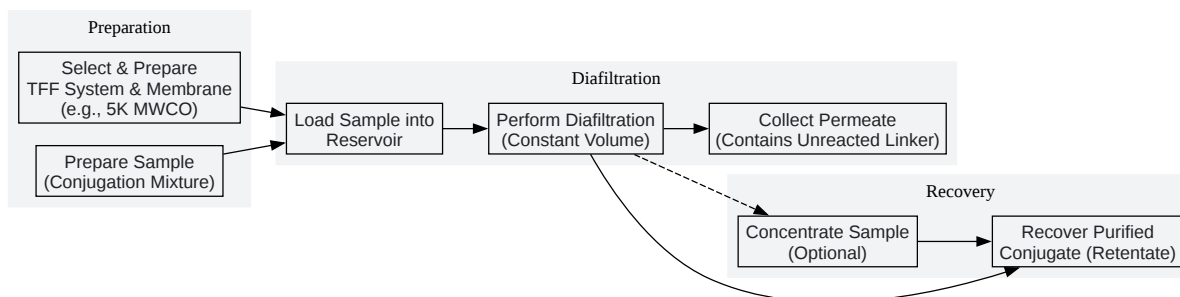 Preparation
Select & Prepare
TFF System & Membrane
(e.g., 5K MWCO)
Prepare Sample
(Conjugation Mixture)
Diafiltration
Load Sample into
Reservoir
Perform Diafiltration
(Constant Volume)
Collect Permeate
(Contains Unreacted Linker)
Recovery
Concentrate Sample
(Optional)
Recover Purified
Conjugate (Retentate)